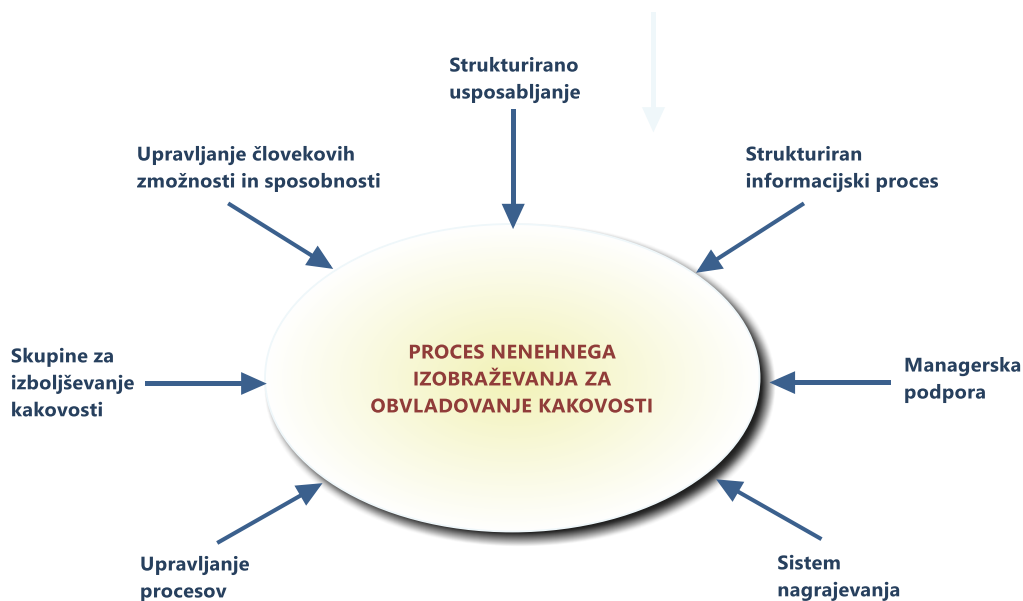 Strukturirano
usposabljanje
Upravljanje človekovih
zmožnosti in sposobnosti
Strukturiran
informacijski proces
Skupine za
izboljševanje
kakovosti
PROCES NENEHNEGA
IZOBRAŽEVANJA ZA
OBVLADOVANJE KAKOVOSTI
Managerska
podpora
Upravljanje
procesov
Sistem
nagrajevanja